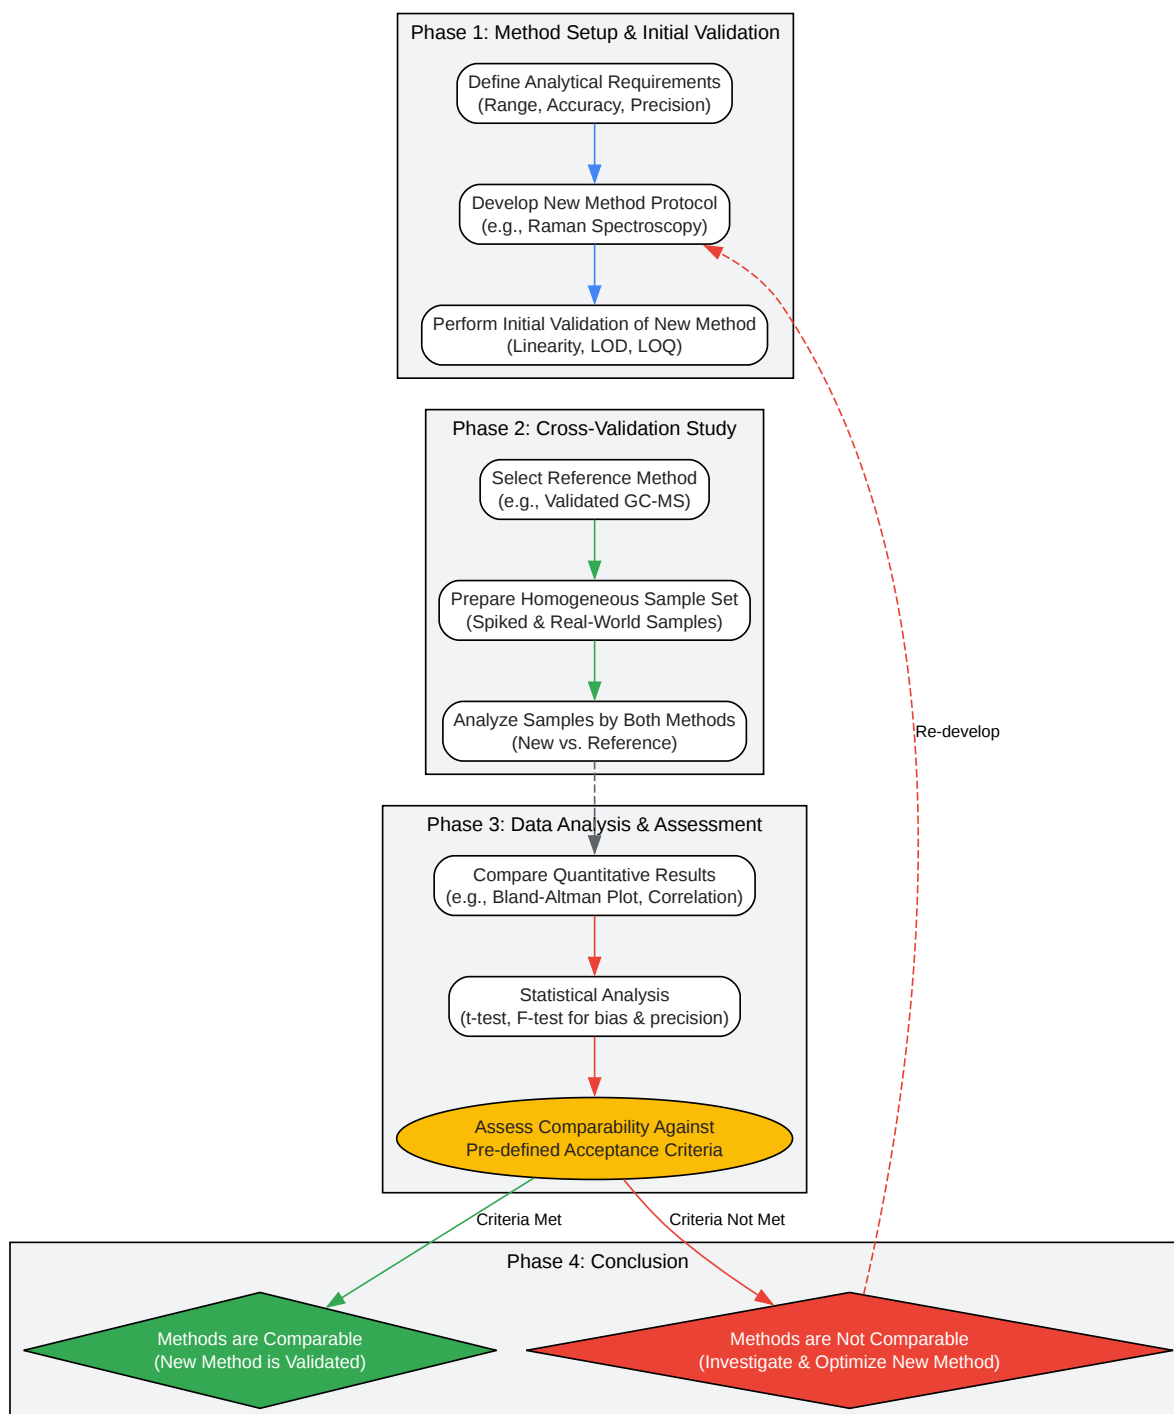 Phase 1: Method Setup & Initial Validation
Define Analytical Requirements
(Range, Accuracy, Precision)
Develop New Method Protocol
(e.g., Raman Spectroscopy)
Perform Initial Validation of New Method
(Linearity, LOD, LOQ)
Phase 2: Cross-Validation Study
Select Reference Method
(e.g., Validated GC-MS)
Prepare Homogeneous Sample Set
(Spiked & Real-World Samples)
Analyze Samples by Both Methods
(New vs. Reference)
Re-develop
Phase 3: Data Analysis & Assessment
Compare Quantitative Results
(e.g., Bland-Altman Plot, Correlation)
Statistical Analysis
(t-test, F-test for bias & precision)
Assess Comparability Against
Pre-defined Acceptance Criteria
Criteria Met
Criteria Not Met
Phase 4: Conclusion
Methods are Comparable
(New Method is Validated)
Methods are Not Comparable
(Investigate & Optimize New Method)